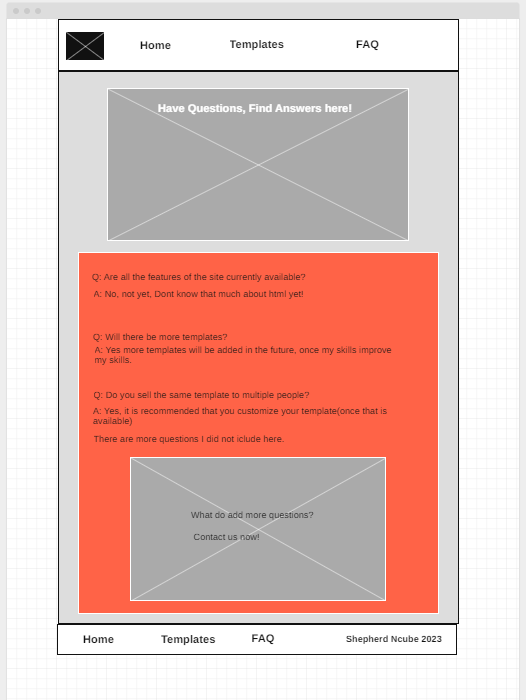 Home Templates FAQ
Have Questions, Find Answers here!
Q: Are all the features of the site currently available?
A: No, not yet, Dont know that much about html yet!
Q: Will there be more templates?
A: Yes more templates will be added in the future, once my skills improve
my skills.
Q: Do you sell the same template to multiple people?
A: Yes, it is recommended that you customize your template(once that is
available)
There are more questions I did not iclude here.
What do add more questions?
Contact us now!
Home Templates FAQ Shepherd Ncube 2023